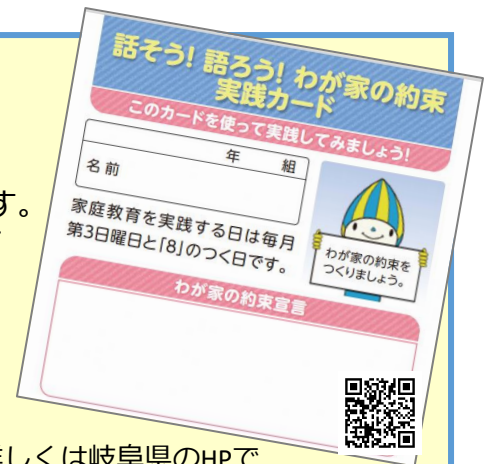 話そう! 語ろう! わが家の約束
実践カード
このカードを使って実践してみましょう!
年 組
名前
す。
家庭教育を実践する日は毎月
第3日曜日と「8」のつく日です。
わが家の約束を
つくりましょう。
わが家の約束宣言
しくは岐阜県のHPで